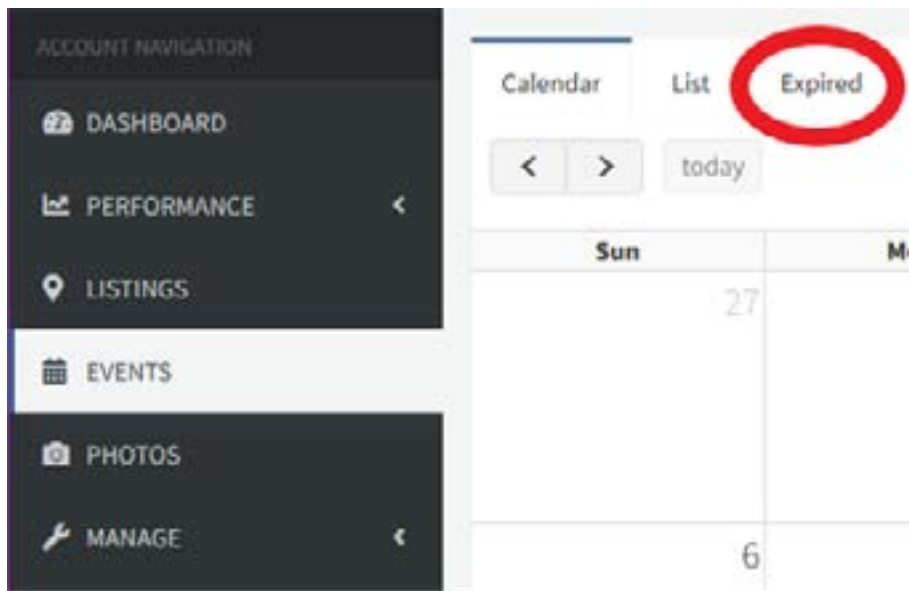 ACCOUNT NAVIGATION
DASHBOARD
PERFORMANCE
LISTINGS
EVENTS
PHOTOS
MANAGE
Calendar List Expired
today
Sun
27
6